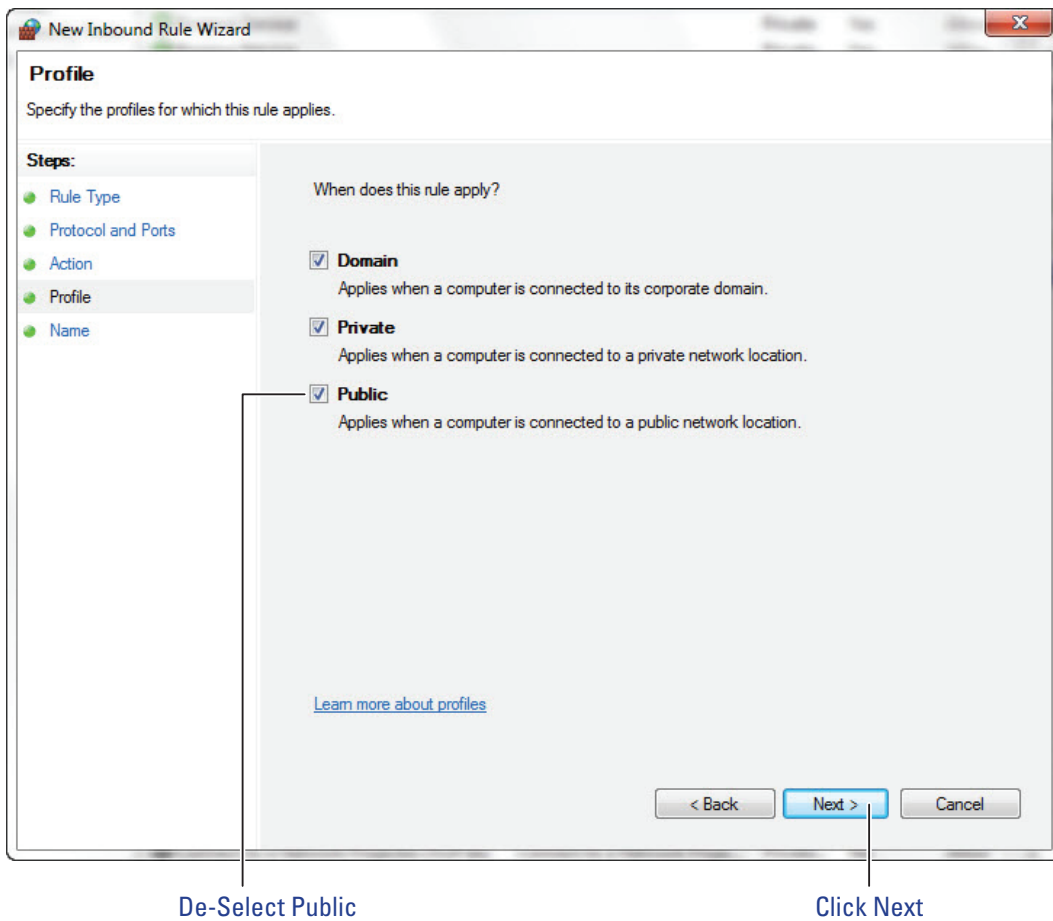 New Inbound Rule Wizard
Profile
Specify the profiles for which this rule applies.
Steps:
Rule Type
Protocol and Ports
Action
Profile
Name
When does this rule apply?
Domain
Applies when a computer is connected to its corporate domain.
Private
Applies when a computer is connected to a private network location.
Public
Applies when a computer is connected to a public network location.
Learn more about profiles
< Back
Next >
Cancel
De-Select Public
Click Next